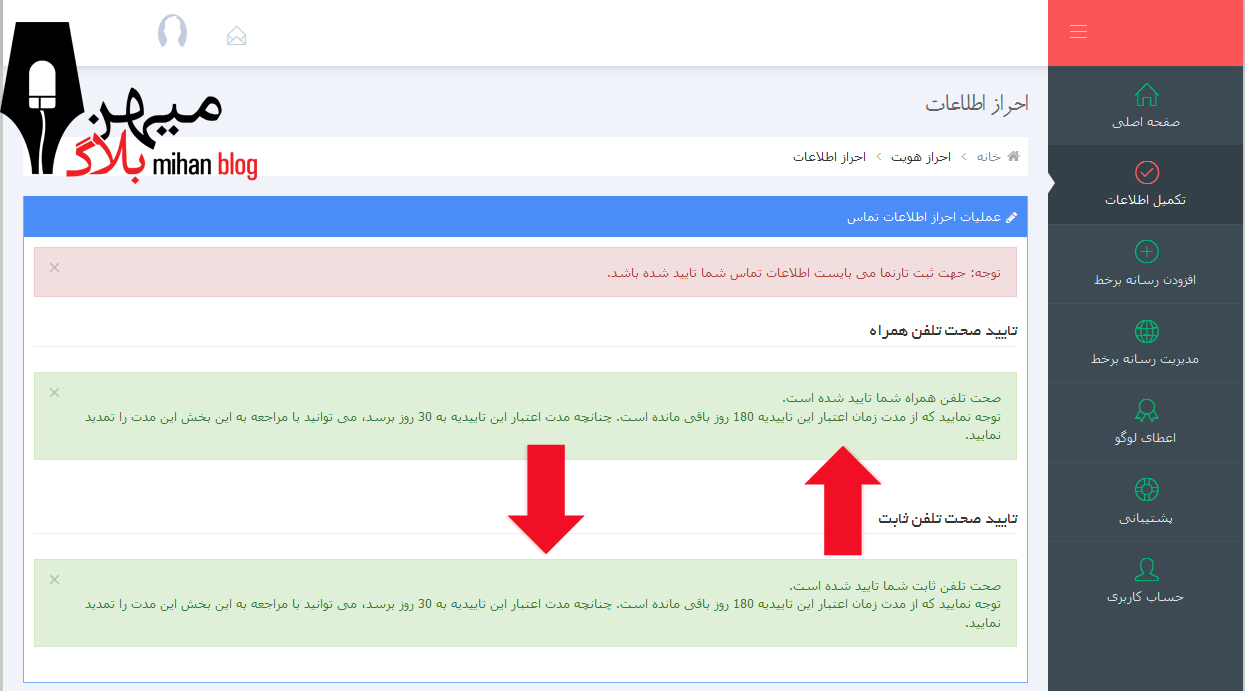 میهن
بلاگ
mihan blog
احراز اطلاعات
خانه > احراز هویت > احراز اطلاعات
عملیات احراز اطلاعات تماس
توجه: جهت ثبت تارنما می بایست اطلاعات تماس شما تایید شده باشد.
×
تایید صحت تلفن همراه
صحت تلفن همراه شما تایید شده است.
×
توجه نمایید که از مدت زمان اعتبار این تاییدیه 180 روز باقی مانده است. چنانچه مدت اعتبار این تاییدیه به 30 روز برسد، می توانید با مراجعه به این بخش این مدت را تمدید
نمایید.
تایید صحت تلفن ثابت
صحت تلفن ثابت شما تایید شده است.
×
توجه نمایید که از مدت زمان اعتبار این تاییدیه 180 روز باقی مانده است. چنانچه مدت اعتبار این تاییدیه به 30 روز برسد، می توانید با مراجعه به این بخش این مدت را تمدید
نمایید.
صفحه اصلی
تکمیل اطلاعات
افزودن رسانه برخط
مدیریت رسانه برخط
اعطای لوگو
پشتیبانی
حساب کاربری